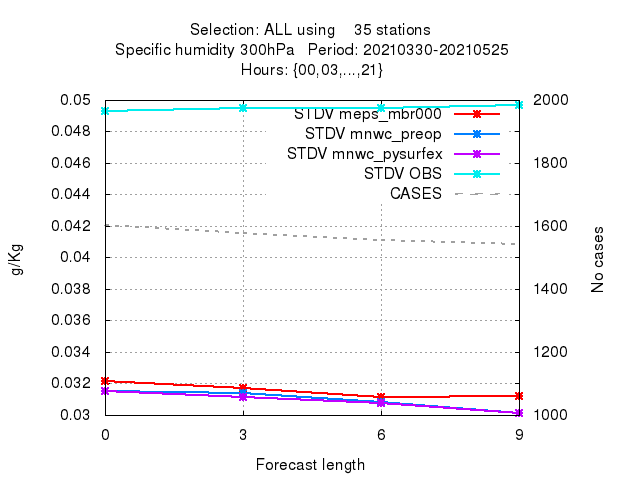 Selection: ALL using    35 stations
Specific humidity 300hPa   Period: 20210330-20210525
Hours: {00,03,...,21}
0.05
0.048
0.046
0.044
0.042
0.04
0.038
0.036
0.034
0.032
0.03
g/Kg
STDV meps_mbr000
STDV mnwc_preop
STDV mnwc_pysurfex
STDV OBS
CASES
2000
1800
1600
1400
1200
1000
No cases
0 3 6 9
Forecast length